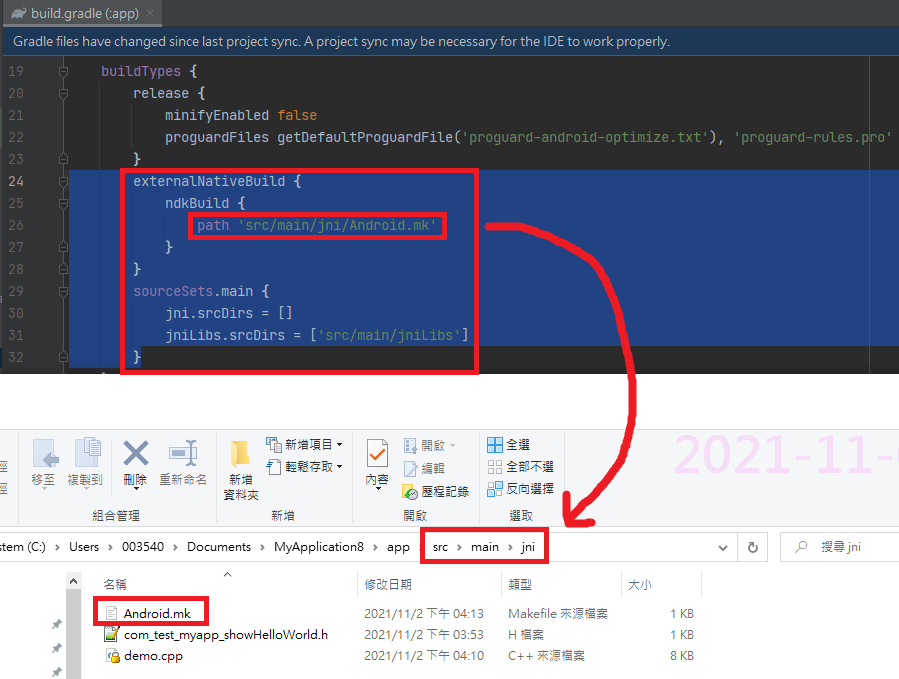 build.gradle (:app)
Gradle files have changed since last project sync. A project sync may be necessary for the IDE to work properly.
19 buildTypes {
20 release {
21 minifyEnabled false
22 proguardFiles getDefaultProguardFile('proguard-android-optimize.txt'), 'proguard-rules.pro'
23 }
24 externalNativeBuild {
25 ndkBuild {
26 path 'src/main/jni/Android.mk'
27 }
28 }
29 sourceSets.main {
30 jni.srcDirs = []
31 jniLibs.srcDirs = ['src/main/jniLibs']
32 }
移至 複製到 刪除 重新命名 新增資料夾 新增項目 輕鬆存取 內容 開啟 編輯 歷程記錄 全選 全部不選 反向選擇
2021-11-
組合管理 新增 開啟 選取
stem (C:) › Users › 003540 › Documents › MyApplication8 › app src › main › jni 搜尋 jni
名稱 修改日期 類型 大小
Android.mk 2021/11/2 下午 04:13 Makefile 來源檔案 1 KB
com_test_myapp_showHelloWorld.h 2021/11/2 下午 03:53 H 檔案 1 KB
demo.cpp 2021/11/2 下午 04:10 C++ 來源檔案 8 KB